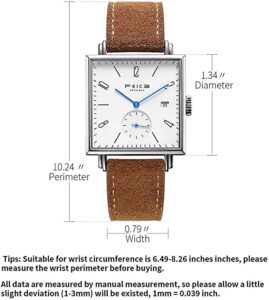 FEICE
1.34″
Diameter
10.24 ″
Perimeter
0.79 ″
Width
Tips: Suitable for wrist circumference is 6.49-8.26 inches inches, please
measure the wrist perimeter before buying.
All data are measured by manual measurement, so please allow a little
little slight deviation (1-3mm) will be existed, 1mm = 0.039 inch.